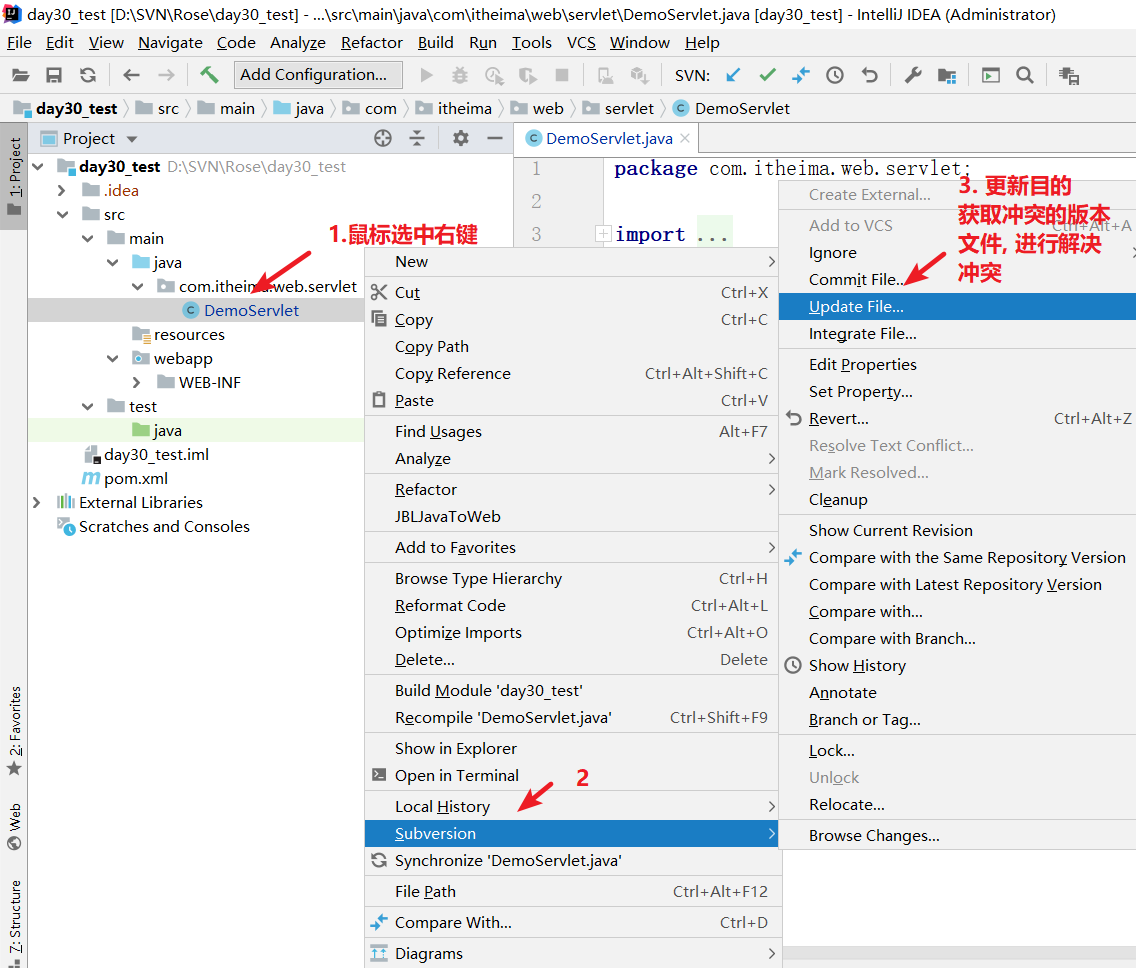 day30_test [D:\SVN\Rose\day30_test] - ...\src\main\java\com\itheima\web\servlet\DemoServlet.java [day30_test] - IntelliJ IDEA (Administrator)
File Edit View Navigate Code Analyze Refactor Build Run Tools VCS Window Help
Add Configuration... SVN:
day30_test src main java com itheima web servlet DemoServlet
1: Project
2: Favorites
Web
7: Structure
Project
day30_test D:\SVN\Rose\day30_test
.idea
src
main
java
com.itheima.web.servlet
DemoServlet
resources
webapp
WEB-INF
test
java
day30_test.iml
pom.xml
External Libraries
Scratches and Consoles
1.鼠标选中右键
DemoServlet.java
1 package com.itheima.web.servlet;
2
3 import ...
New
Cut Ctrl+X
Copy Ctrl+C
Copy Path
Copy Reference Ctrl+Alt+Shift+C
Paste Ctrl+V
Find Usages Alt+F7
Analyze
Refactor
JBLJavaToWeb
Add to Favorites
Browse Type Hierarchy Ctrl+H
Reformat Code Ctrl+Alt+L
Optimize Imports Ctrl+Alt+O
Delete... Delete
Build Module 'day30_test'
Recompile 'DemoServlet.java' Ctrl+Shift+F9
Show in Explorer
Open in Terminal
2
Local History
Subversion
Synchronize 'DemoServlet.java'
File Path Ctrl+Alt+F12
Compare With... Ctrl+D
Diagrams
3. 更新目的
获取冲突的版本
文件, 进行解决
冲突
Create External...
Add to VCS Ctrl+Alt+A
Ignore
Commit File...
Update File...
Integrate File...
Edit Properties
Set Property...
Revert... Ctrl+Alt+Z
Resolve Text Conflict...
Mark Resolved...
Cleanup
Show Current Revision
Compare with the Same Repository Version
Compare with Latest Repository Version
Compare with...
Compare with Branch...
Show History
Annotate
Branch or Tag...
Lock...
Unlock
Relocate...
Browse Changes...